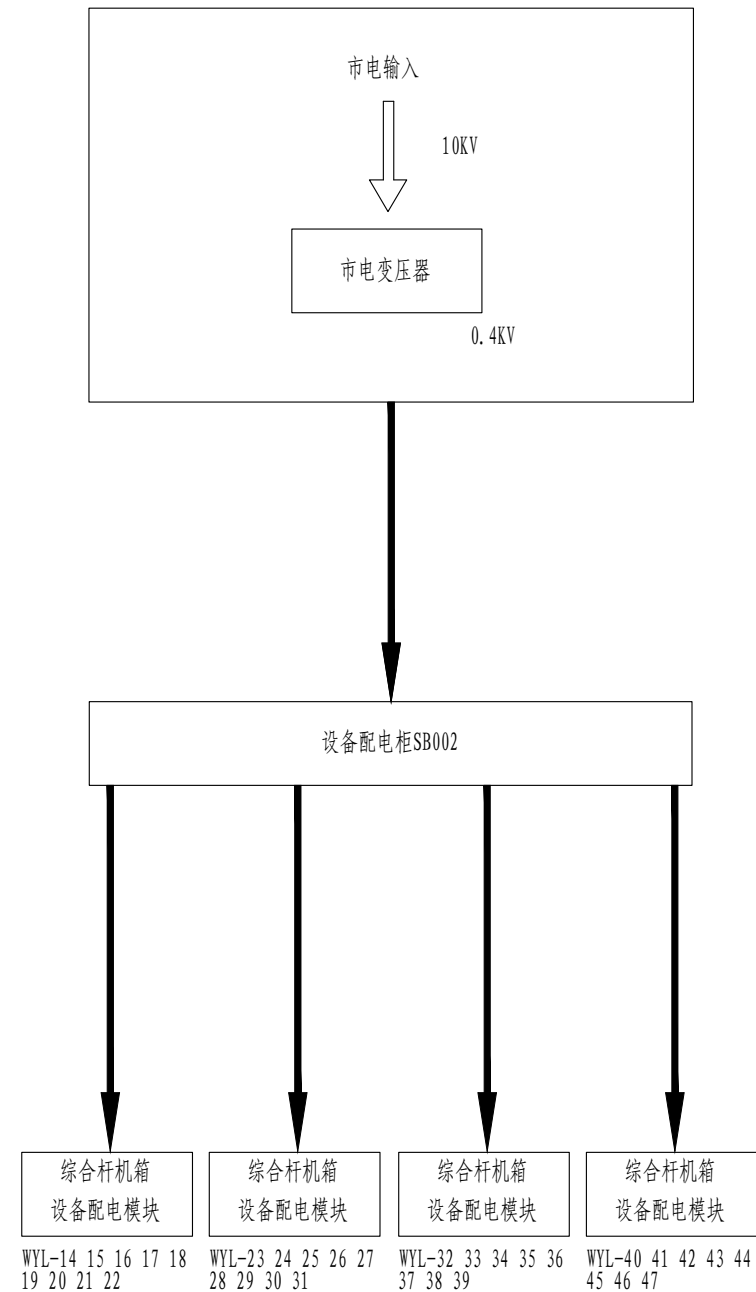 市电输入
10KV
市电变压器
0.4KV
设备配电柜SB002
综合杆机箱
设备配电模块
WYL-14 15 16 17 18
19 20 21 22
综合杆机箱
设备配电模块
WYL-23 24 25 26 27
28 29 30 31
综合杆机箱
设备配电模块
WYL-32 33 34 35 36
37 38 39
综合杆机箱
设备配电模块
WYL-40 41 42 43 44
45 46 47